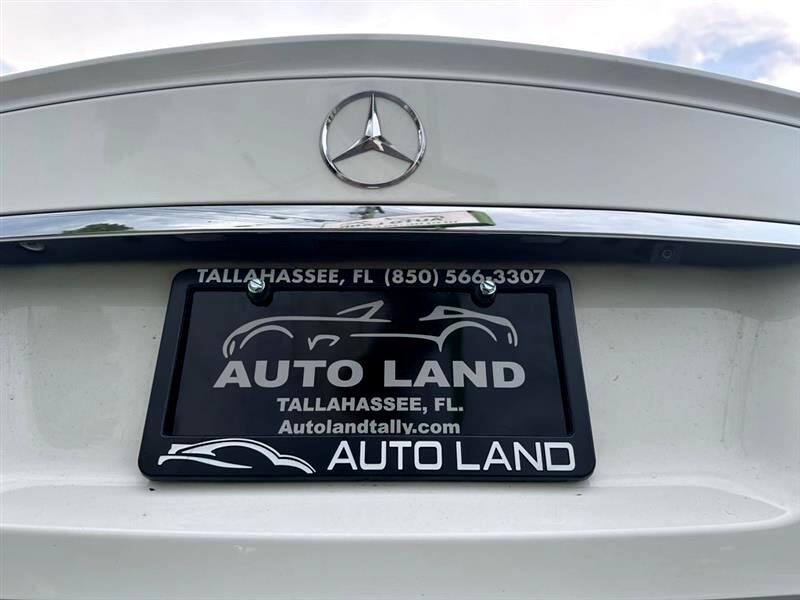 TALLAHASSEE, FL (850) 566-3307
AUTO LAND
TALLAHASSEE, FL.
Autolandtally.com
AUTO LAND